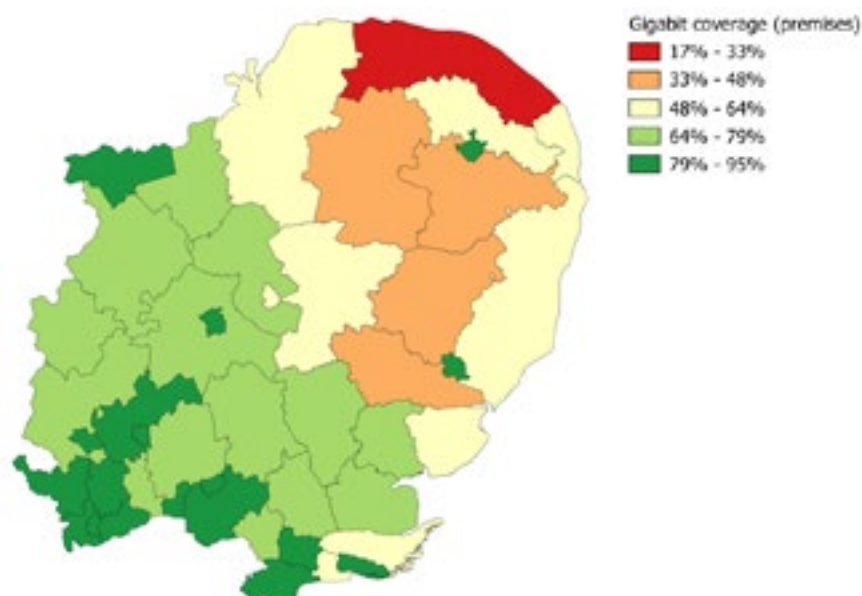 Gigabit coverage (premises)
17% - 33%
33% - 48%
48% - 64%
64% - 79%
79% - 95%